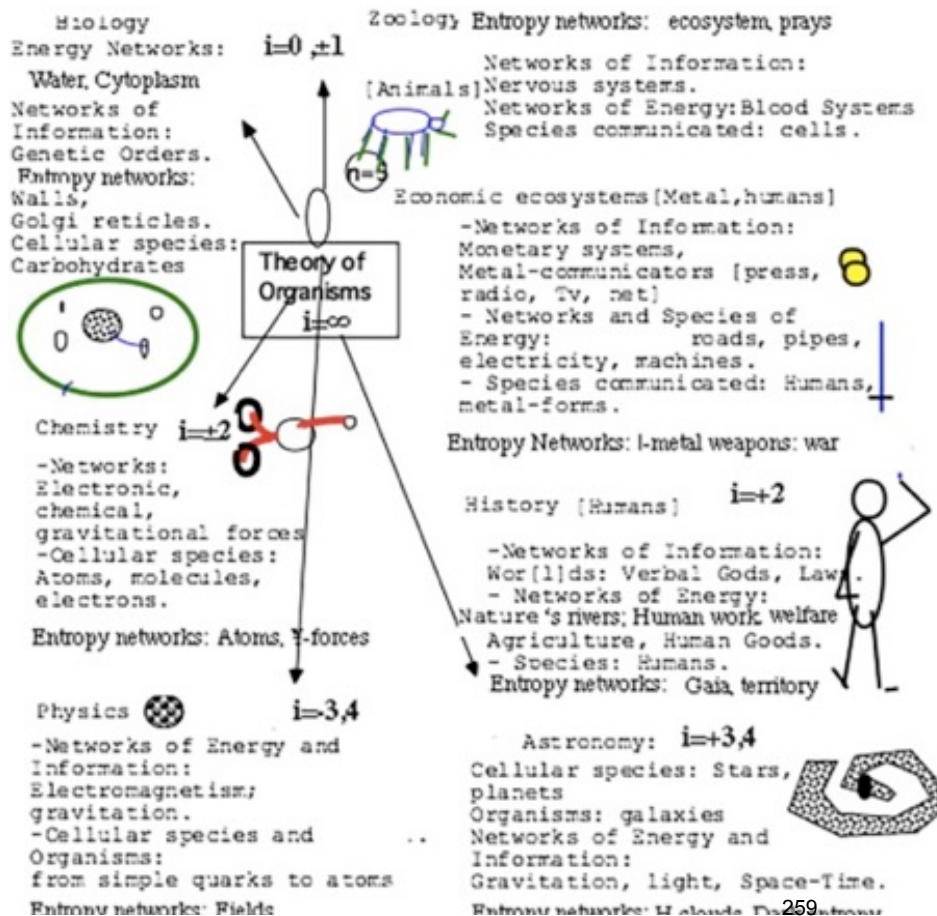 Biology
Energy Networks:
Water, Cytoplasm
Networks of
Information:
Genetic Orders.
Entropy networks:
Walls,
Golgi reticles.
Cellular species:
Carbohydrates
i=0 ,±1
Zoology Entropy networks: ecosystem, prays
Networks of Information:
[Animals] Nervous systems.
Networks of Energy:Blood Systems
Species communicated: cells.
n=5
Economic ecosystems[Metal,humans]
-Networks of Information:
Monetary systems,
Metal-communicators [press,
radio, Tv, net]
- Networks and Species of
Energy: roads, pipes,
electricity, machines.
- Species communicated: Humans,
metal-forms.
Entropy Networks: I-metal weapons: war
Theory of
Organisms
i=∞
Chemistry i=±2
-Networks:
Electronic,
chemical,
gravitational forces
-Cellular species:
Atoms, molecules,
electrons.
Entropy networks: Atoms, Y-forces
History [Humans] i=+2
-Networks of Information:
Wor[l]ds: Verbal Gods, Law.
- Networks of Energy:
Nature's rivers; Human work, welfare
Agriculture, Human Goods.
- Species: Humans.
Entropy networks: Gaia, territory
Physics i=-3,4
-Networks of Energy and
Information:
Electromagnetism;
gravitation.
-Cellular species and ..
Organisms:
from simple quarks to atoms
Entropy networks: Fields
Astronomy: i=+3,4
Cellular species: Stars,
planets
Organisms: galaxies
Networks of Energy and
Information:
Gravitation, light, Space-Time.
Entropy networks: H clouds, entropy
259